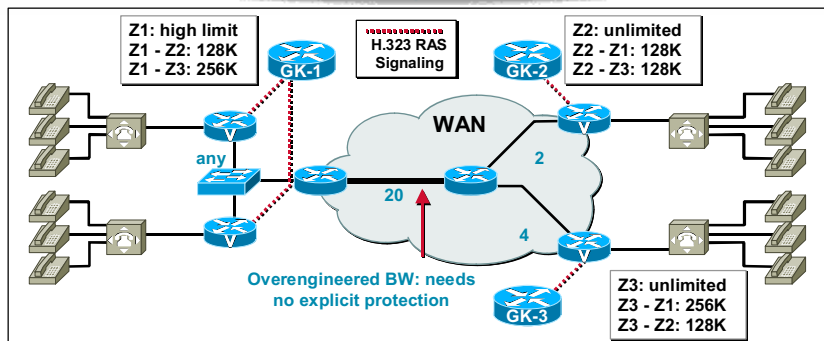 Z1: high limit
Z1 - Z2: 128K
Z1 - Z3: 256K
GK-1
H.323 RAS
Signaling
GK-2
Z2: unlimited
Z2 - Z1: 128K
Z2 - Z3: 128K
V
any
V
WAN
20
2
4
V
V
Overengineered BW: needs
no explicit protection
GK-3
Z3: unlimited
Z3 - Z1: 256K
Z3 - Z2: 128K